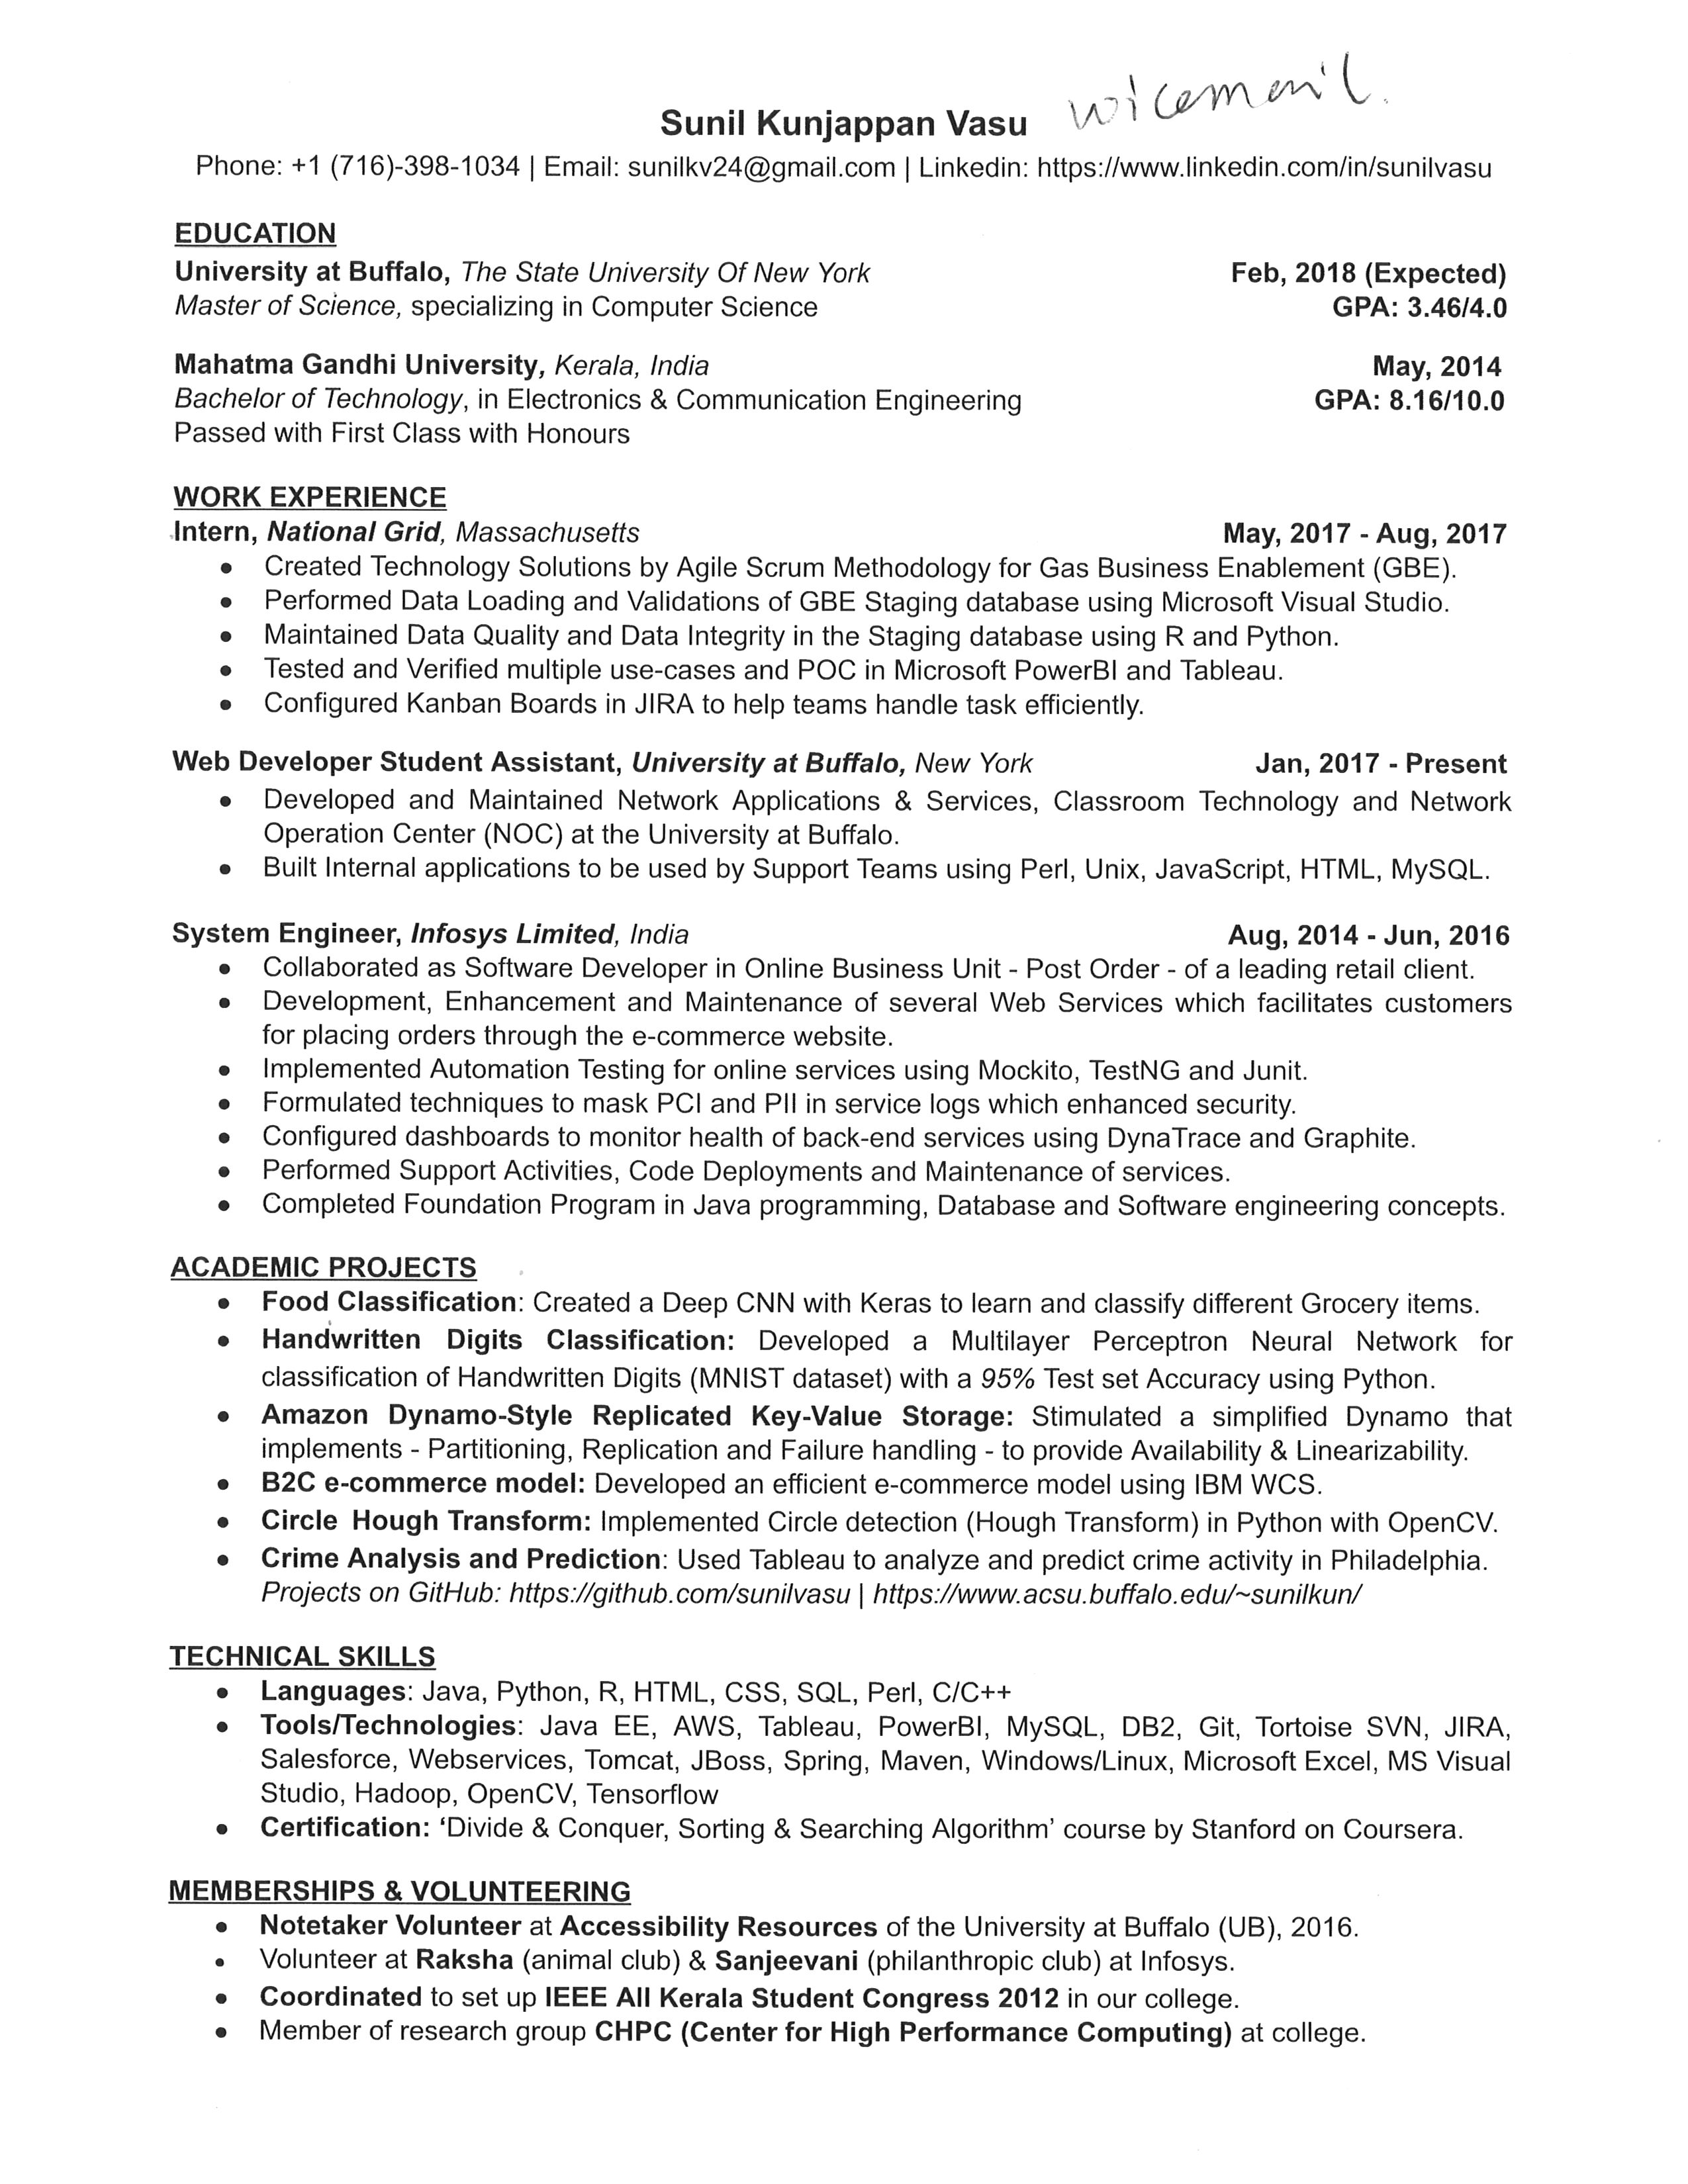 voicemail.
Sunil Kunjappan Vasu
Phone: +1 (716)-398-1034 | Email: sunilkv24@gmail.com | Linkedin: https://www.linkedin.com/in/sunilvasu
EDUCATION
University at Buffalo, The State University Of New York Feb, 2018 (Expected)
Master of Science, specializing in Computer Science GPA: 3.46/4.0
Mahatma Gandhi University, Kerala, India May, 2014
Bachelor of Technology, in Electronics & Communication Engineering GPA: 8.16/10.0
Passed with First Class with Honours
WORK EXPERIENCE
Intern, National Grid, Massachusetts May, 2017 - Aug, 2017
• Created Technology Solutions by Agile Scrum Methodology for Gas Business Enablement (GBE).
• Performed Data Loading and Validations of GBE Staging database using Microsoft Visual Studio.
• Maintained Data Quality and Data Integrity in the Staging database using R and Python.
• Tested and Verified multiple use-cases and POC in Microsoft PowerBI and Tableau.
• Configured Kanban Boards in JIRA to help teams handle task efficiently.
Web Developer Student Assistant, University at Buffalo, New York Jan, 2017 - Present
• Developed and Maintained Network Applications & Services, Classroom Technology and Network
Operation Center (NOC) at the University at Buffalo.
• Built Internal applications to be used by Support Teams using Perl, Unix, JavaScript, HTML, MySQL.
System Engineer, Infosys Limited, India Aug, 2014 - Jun, 2016
• Collaborated as Software Developer in Online Business Unit - Post Order - of a leading retail client.
• Development, Enhancement and Maintenance of several Web Services which facilitates customers
for placing orders through the e-commerce website.
• Implemented Automation Testing for online services using Mockito, TestNG and Junit.
• Formulated techniques to mask PCI and PII in service logs which enhanced security.
• Configured dashboards to monitor health of back-end services using DynaTrace and Graphite.
• Performed Support Activities, Code Deployments and Maintenance of services.
• Completed Foundation Program in Java programming, Database and Software engineering concepts.
ACADEMIC PROJECTS
• Food Classification: Created a Deep CNN with Keras to learn and classify different Grocery items.
• Handwritten Digits Classification: Developed a Multilayer Perceptron Neural Network for
classification of Handwritten Digits (MNIST dataset) with a 95% Test set Accuracy using Python.
• Amazon Dynamo-Style Replicated Key-Value Storage: Stimulated a simplified Dynamo that
implements - Partitioning, Replication and Failure handling - to provide Availability & Linearizability.
• B2C e-commerce model: Developed an efficient e-commerce model using IBM WCS.
• Circle Hough Transform: Implemented Circle detection (Hough Transform) in Python with OpenCV.
• Crime Analysis and Prediction: Used Tableau to analyze and predict crime activity in Philadelphia.
Projects on GitHub: https://github.com/sunilvasu | https://www.acsu.buffalo.edu/~sunilkun/
TECHNICAL SKILLS
• Languages: Java, Python, R, HTML, CSS, SQL, Perl, C/C++
• Tools/Technologies: Java EE, AWS, Tableau, PowerBI, MySQL, DB2, Git, Tortoise SVN, JIRA,
Salesforce, Webservices, Tomcat, JBoss, Spring, Maven, Windows/Linux, Microsoft Excel, MS Visual
Studio, Hadoop, OpenCV, Tensorflow
• Certification: ‘Divide & Conquer, Sorting & Searching Algorithm’ course by Stanford on Coursera.
MEMBERSHIPS & VOLUNTEERING
• Notetaker Volunteer at Accessibility Resources of the University at Buffalo (UB), 2016.
• Volunteer at Raksha (animal club) & Sanjeevani (philanthropic club) at Infosys.
• Coordinated to set up IEEE All Kerala Student Congress 2012 in our college.
• Member of research group CHPC (Center for High Performance Computing) at college.